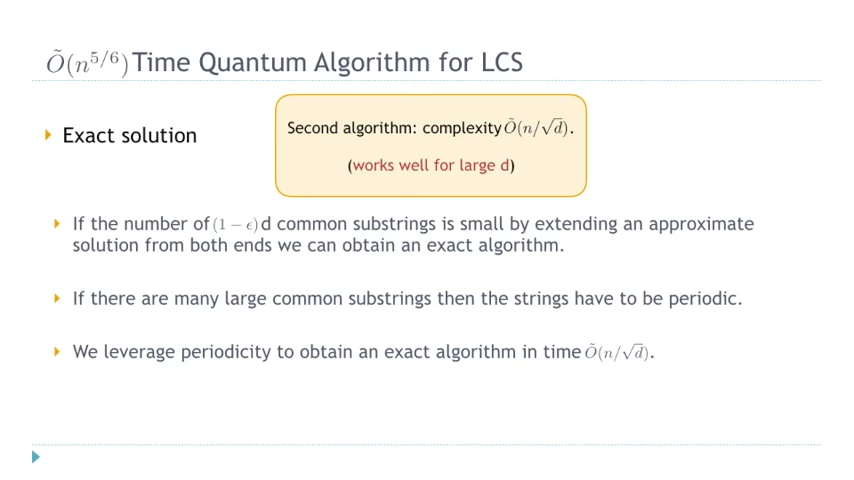 Õ(n^{5/6}) Time Quantum Algorithm for LCS
Exact solution
Second algorithm: complexity Õ(n/√d).
(works well for large d)
If the number of (1 − ϵ) d common substrings is small by extending an approximate
solution from both ends we can obtain an exact algorithm.
If there are many large common substrings then the strings have to be periodic.
We leverage periodicity to obtain an exact algorithm in time Õ(n/√d).